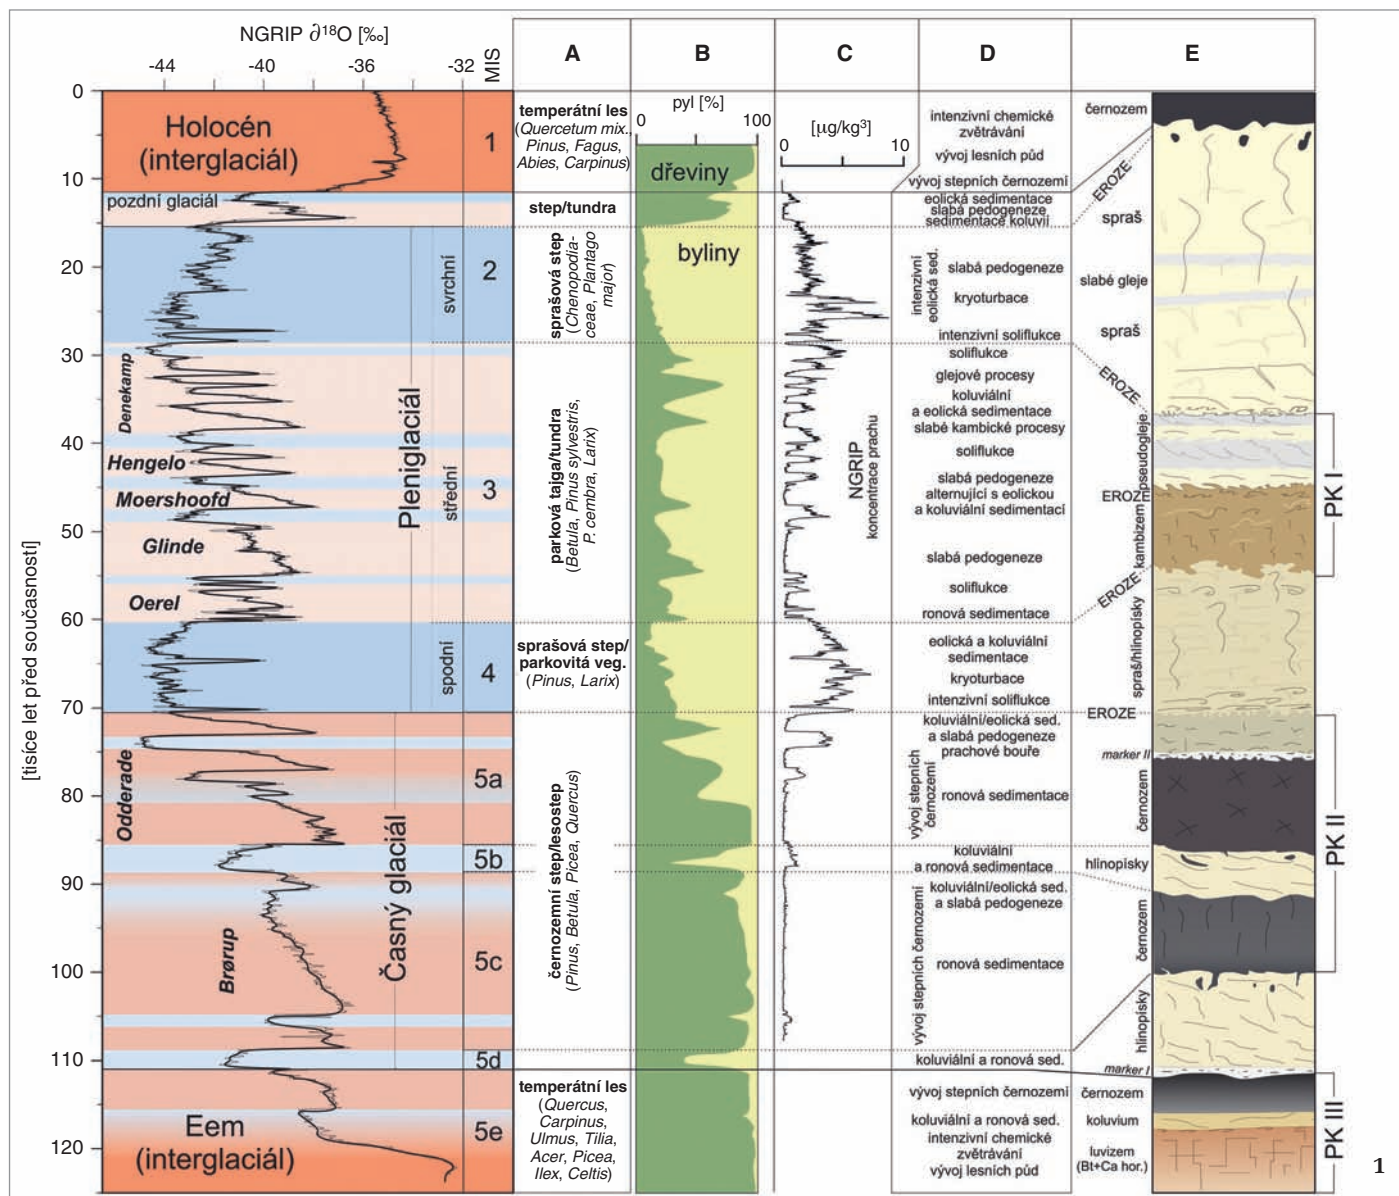 NGRIP ∂¹⁸O [‰]
-44 -40 -36 -32
MIS
A
B
C
D
E
[tisíce let před současností]
0
10
20
30
40
50
60
70
80
90
100
110
120
Holocén
(interglaciál)
pozdní glaciál
Denekamp
Hengelo
Moershoofd
Glinde
Oerel
Odderade
Brørup
Eem
(interglaciál)
Pleniglaciál
svrchní
střední
spodní
Časný glaciál
1
2
3
4
5a
5b
5c
5d
5e
temperátní les
(Quercetum mix.,
Pinus, Fagus,
Abies, Carpinus)
step/tundra
sprašová step
(Chenopodia-
ceae, Plantago
major)
parková tajga/tundra
(Betula, Pinus sylvestris,
P. cembra, Larix)
sprašová step/
parkovitá veg.
(Pinus, Larix)
černozemní step/lesostep
(Pinus, Betula, Picea, Quercus)
temperátní les
(Quercus,
Carpinus,
Ulmus, Tilia,
Acer, Picea,
Ilex, Celtis)
pyl [%]
0 100
dřeviny
byliny
[µg/kg³]
0 10
NGRIP
koncentrace prachu
intenzivní chemické
zvětrávání
vývoj lesních půd
vývoj stepních černozemí
eolická sedimentace
slabá pedogeneze
sedimentace koluvií
intenzivní
eolická sed.
slabá pedogeneze
kryoturbace
intenzivní soliflukce
soliflukce
glejové procesy
koluviální
a eolická sedimentace
slabé kambické procesy
soliflukce
slabá pedogeneze
alternující s eolickou
a koluviální sedimentací
slabá pedogeneze
soliflukce
ronová sedimentace
eolická a koluviální
sedimentace
kryoturbace
intenzivní soliflukce
koluviální/eolická sed.
a slabá pedogeneze
prachové bouře
vývoj stepních
černozemí
ronová sedimentace
koluviální
a ronová sedimentace
koluviální/eolická sed.
a slabá pedogeneze
vývoj stepních černozemí
ronová sedimentace
koluviální a ronová sed.
vývoj stepních černozemí
koluviální a ronová sed.
intenzivní chemické
zvětrávání
vývoj lesních půd
černozem
EROZE
spraš
slabé gleje
spraš
EROZE
pseudogleje
EROZE
kambizem
EROZE
spraš/hlinopísky
EROZE
marker II
černozem
hlinopísky
černozem
hlinopísky
marker I
černozem
koluvium
luvizem
(Bt+Ca hor.)
PK I
PK II
PK III
1